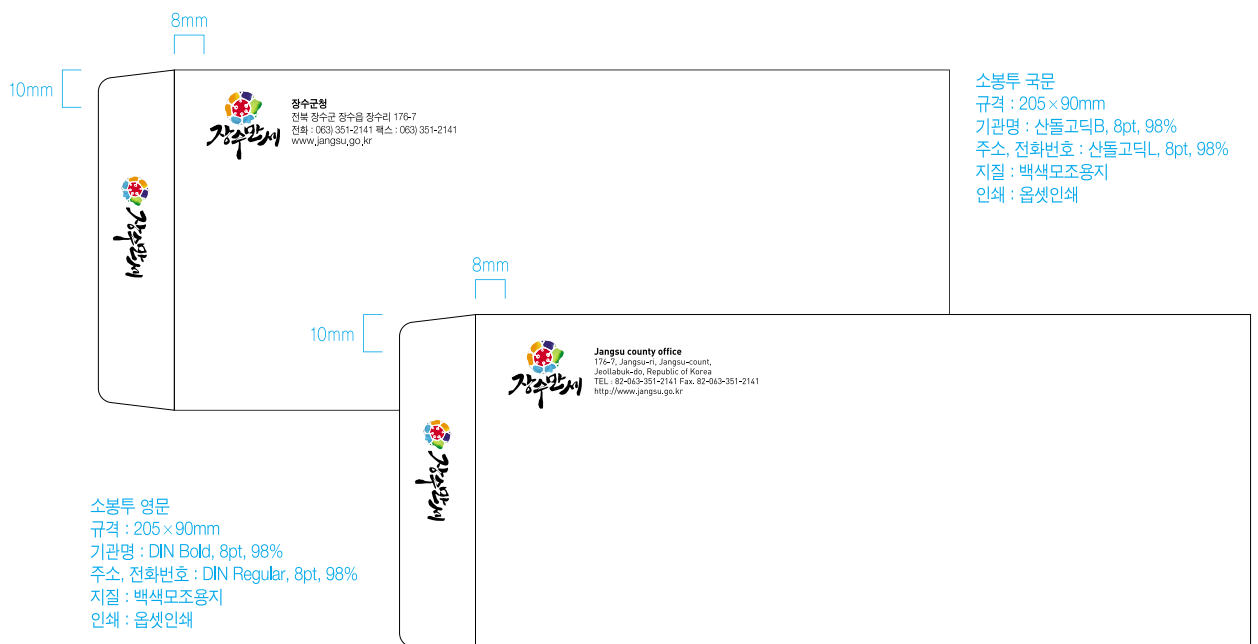 8mm
10mm
장수만세
장수군청
전북 장수군 장수읍 장수리 176-7
전화 : 063) 351-2141 팩스 : 063) 351-2141
www.jangsu.go.kr
장수만세
소봉투 국문
규격 : 205×90mm
기관명 : 산돌고딕B, 8pt, 98%
주소, 전화번호 : 산돌고딕L, 8pt, 98%
지질 : 백색모조용지
인쇄 : 옵셋인쇄
8mm
10mm
장수만세
Jangsu county office
176-7, Jangsu-ri, Jangsu-count,
Jeollabuk-do, Republic of Korea
TEL : 82-063-351-2141 Fax. 82-063-351-2141
http://www.jangsu.go.kr
장수만세
소봉투 영문
규격 : 205×90mm
기관명 : DIN Bold, 8pt, 98%
주소, 전화번호 : DIN Regular, 8pt, 98%
지질 : 백색모조용지
인쇄 : 옵셋인쇄